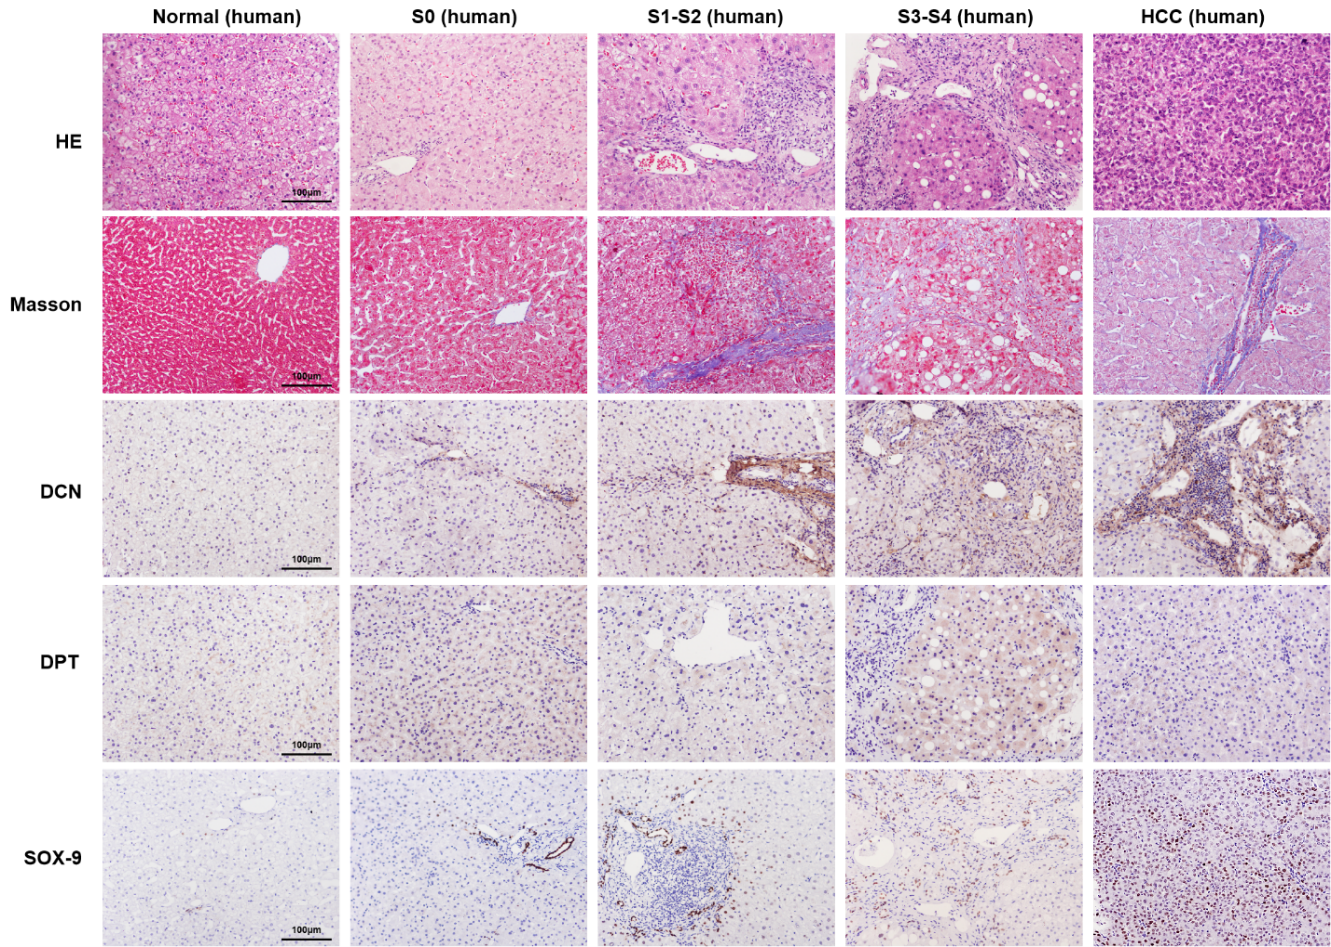 Normal (human) S0 (human) S1-S2 (human) S3-S4 (human) HCC (human)
HE
100μm
Masson
100μm
DCN
100μm
DPT
100μm
SOX-9
100μm